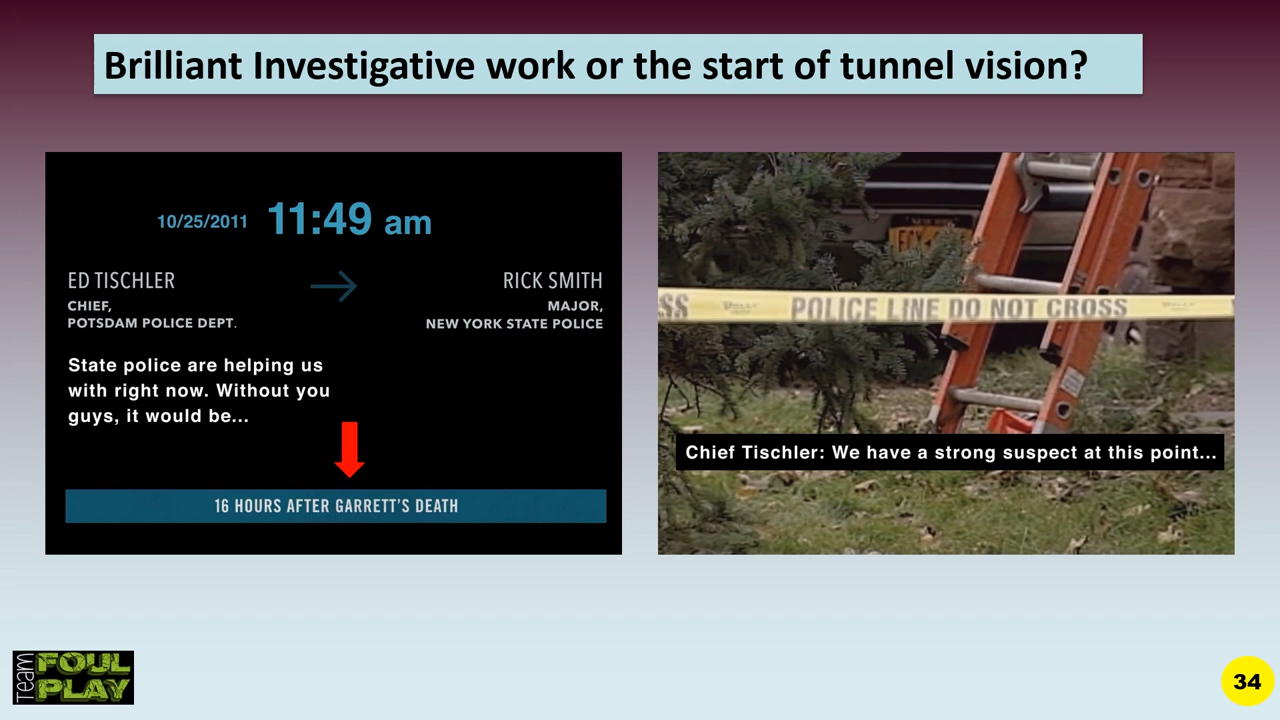 Brilliant Investigative work or the start of tunnel vision?
10/25/2011 11:49 am
ED TISCHLER
CHIEF,
POTSDAM POLICE DEPT.
RICK SMITH
MAJOR,
NEW YORK STATE POLICE
State police are helping us
with right now. Without you
guys, it would be...
16 HOURS AFTER GARRETT'S DEATH
SS POLICE LINE DO NOT CROSS
Chief Tischler: We have a strong suspect at this point...
Team
FOUL
PLAY
34